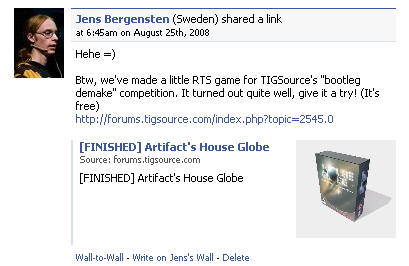 Jens Bergensten (Sweden) shared a link
at 6:45am on August 25th, 2008
Hehe =)
Btw, we've made a little RTS game for TIGSource's "bootleg
demake" competition. It turned out quite well, give it a try! (It's
free)
http://forums.tigsource.com/index.php?topic=2545.0
[FINISHED] Artifact's House Globe
Source: forums.tigsource.com
[FINISHED] Artifact's House Globe
Wall-to-Wall - Write on Jens's Wall - Delete